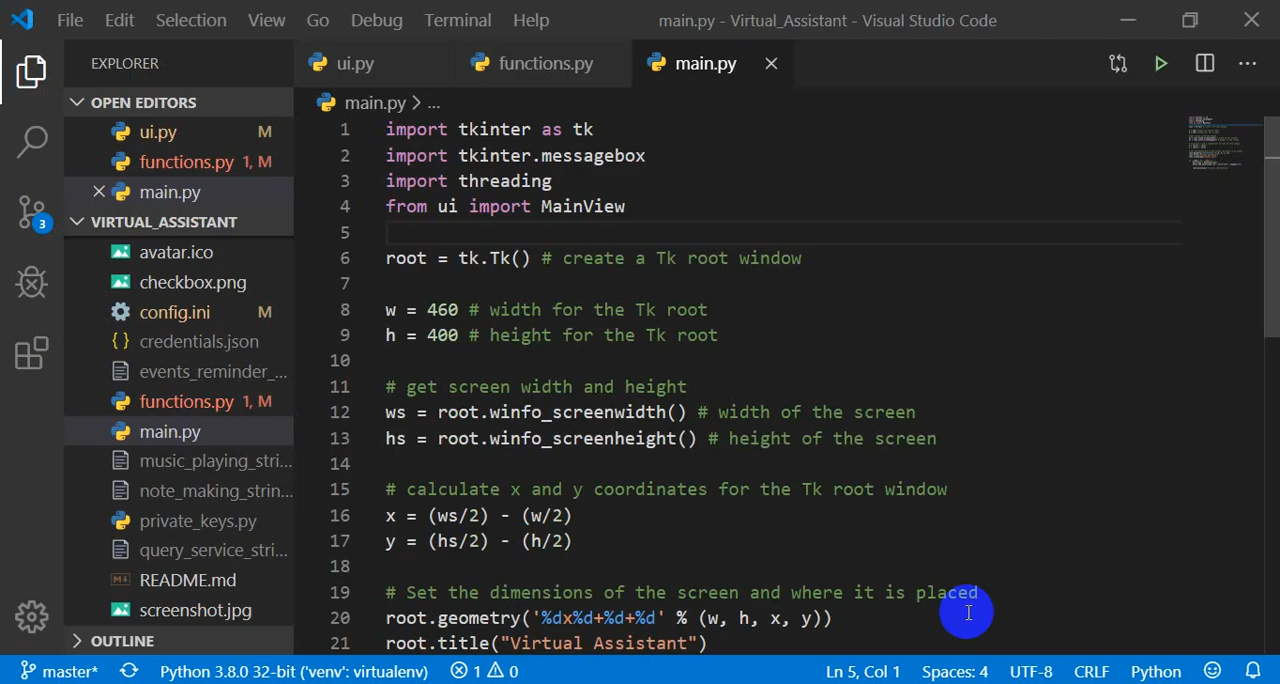 File Edit Selection View Go Debug Terminal Help main.py - Virtual_Assistant - Visual Studio Code
EXPLORER
OPEN EDITORS
ui.py M
functions.py 1, M
main.py
VIRTUAL_ASSISTANT
avatar.ico
checkbox.png
config.ini M
{ } credentials.json
events_reminder_...
functions.py 1, M
main.py
music_playing_stri...
note_making_strin...
private_keys.py
query_service_stri...
README.md
screenshot.jpg
OUTLINE
ui.py functions.py main.py
main.py > ...
1 import tkinter as tk
2 import tkinter.messagebox
3 import threading
4 from ui import MainView
5
6 root = tk.Tk() # create a Tk root window
7
8 w = 460 # width for the Tk root
9 h = 400 # height for the Tk root
10
11 # get screen width and height
12 ws = root.winfo_screenwidth() # width of the screen
13 hs = root.winfo_screenheight() # height of the screen
14
15 # calculate x and y coordinates for the Tk root window
16 x = (ws/2) - (w/2)
17 y = (hs/2) - (h/2)
18
19 # Set the dimensions of the screen and where it is placed
20 root.geometry('%dx%d+%d+%d' % (w, h, x, y))
21 root.title("Virtual Assistant")
3
master* Python 3.8.0 32-bit ('venv': virtualenv) 1 0 Ln 5, Col 1 Spaces: 4 UTF-8 CRLF Python